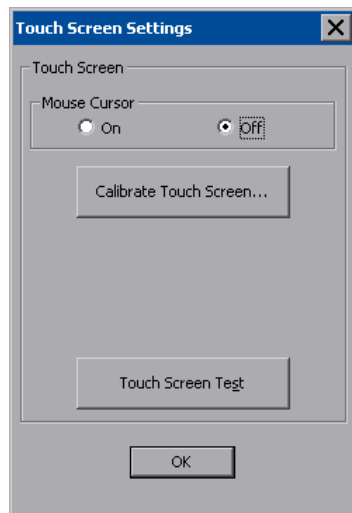 Touch Screen Settings
Touch Screen
Mouse Cursor
On Off
Calibrate Touch Screen...
Touch Screen Test
OK